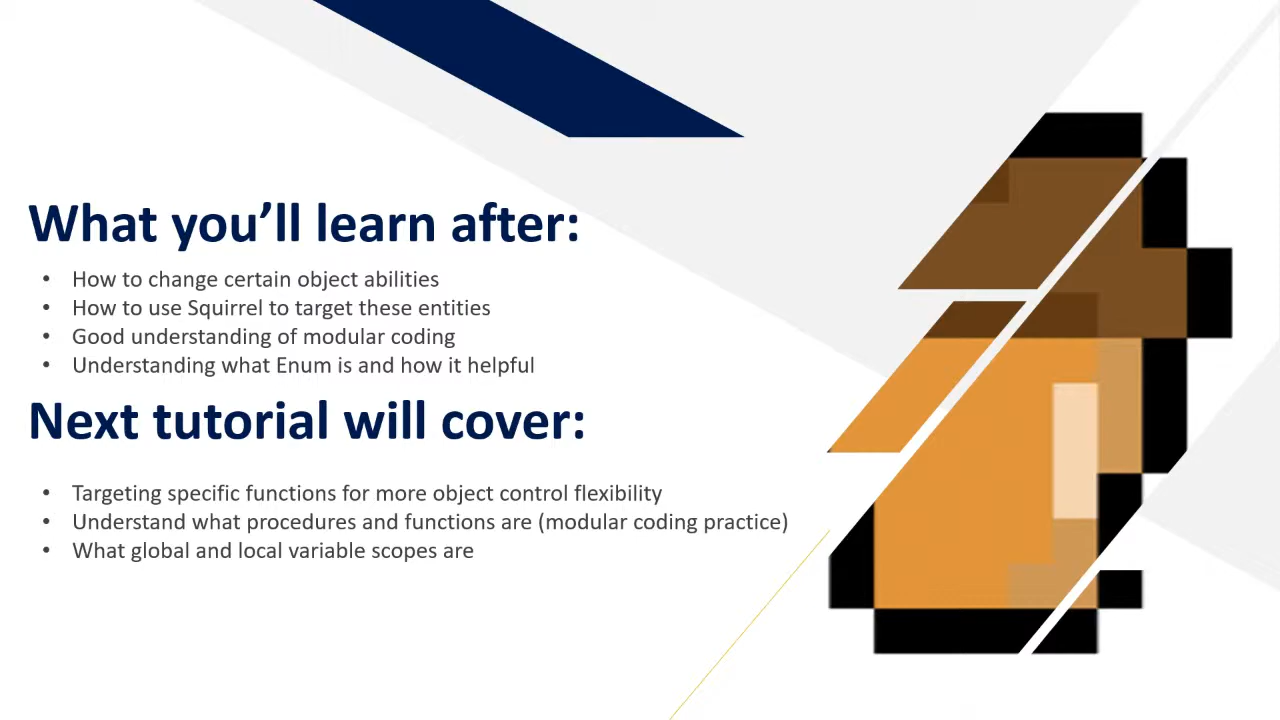 What you’ll learn after:
• How to change certain object abilities
• How to use Squirrel to target these entities
• Good understanding of modular coding
• Understanding what Enum is and how it helpful
Next tutorial will cover:
• Targeting specific functions for more object control flexibility
• Understand what procedures and functions are (modular coding practice)
• What global and local variable scopes are